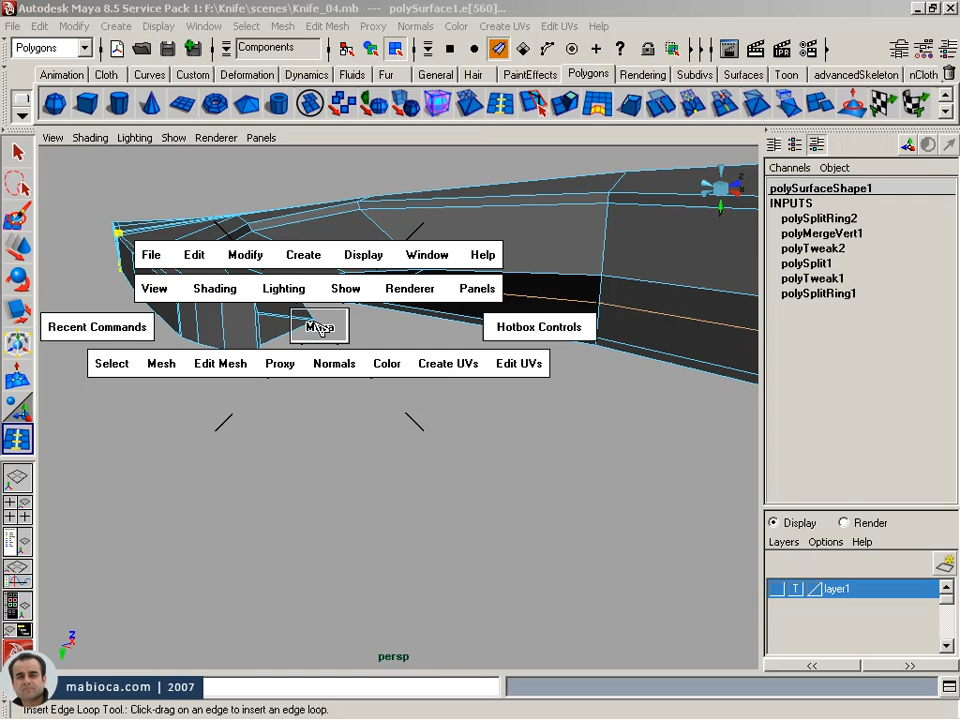 Autodesk Maya 8.5 Service Pack 1: F:\Knife\scenes\Knife_04.mb --- polySurface1.e[560]...
File Edit Modify Create Display Window Select Mesh Edit Mesh Proxy Normals Color Create UVs Edit UVs Help
Polygons Components
Animation Cloth Curves Custom Deformation Dynamics Fluids Fur General Hair PaintEffects Polygons Rendering Subdivs Surfaces Toon advancedSkeleton nCloth
View Shading Lighting Show Renderer Panels
Channels Object
polySurfaceShape1
INPUTS
polySplitRing2
polyMergeVert1
polyTweak2
polySplit1
polyTweak1
polySplitRing1
File Edit Modify Create Display Window Help
View Shading Lighting Show Renderer Panels
Recent Commands Maya Hotbox Controls
Select Mesh Edit Mesh Proxy Normals Color Create UVs Edit UVs
Display Render
Layers Options Help
T layer1
persp
<< >>
mabioca.com | 2007
Insert Edge Loop Tool: Click-drag on an edge to insert an edge loop.